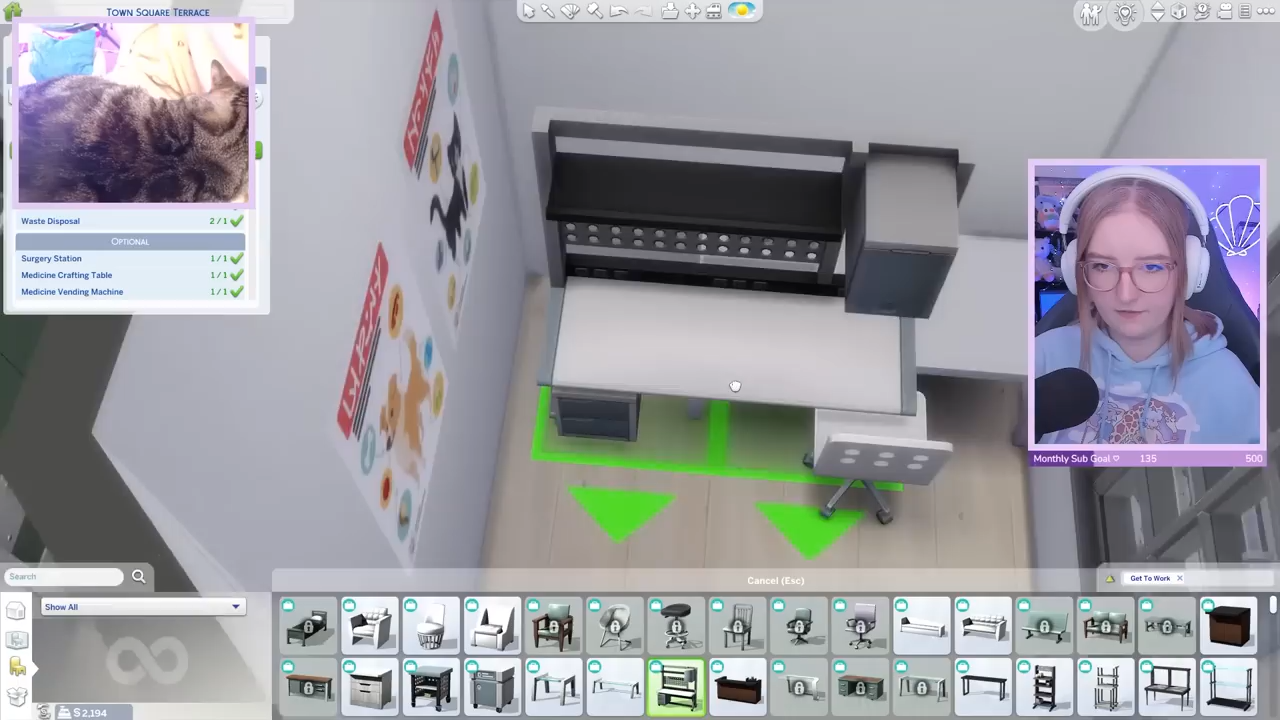 TOWN SQUARE TERRACE
Waste Disposal 2 / 1
OPTIONAL
Surgery Station 1 / 1
Medicine Crafting Table 1 / 1
Medicine Vending Machine 1 / 1
Monthly Sub Goal ♡ 135 500
Cancel (Esc)
Get To Work
Search
Show All
$2,194